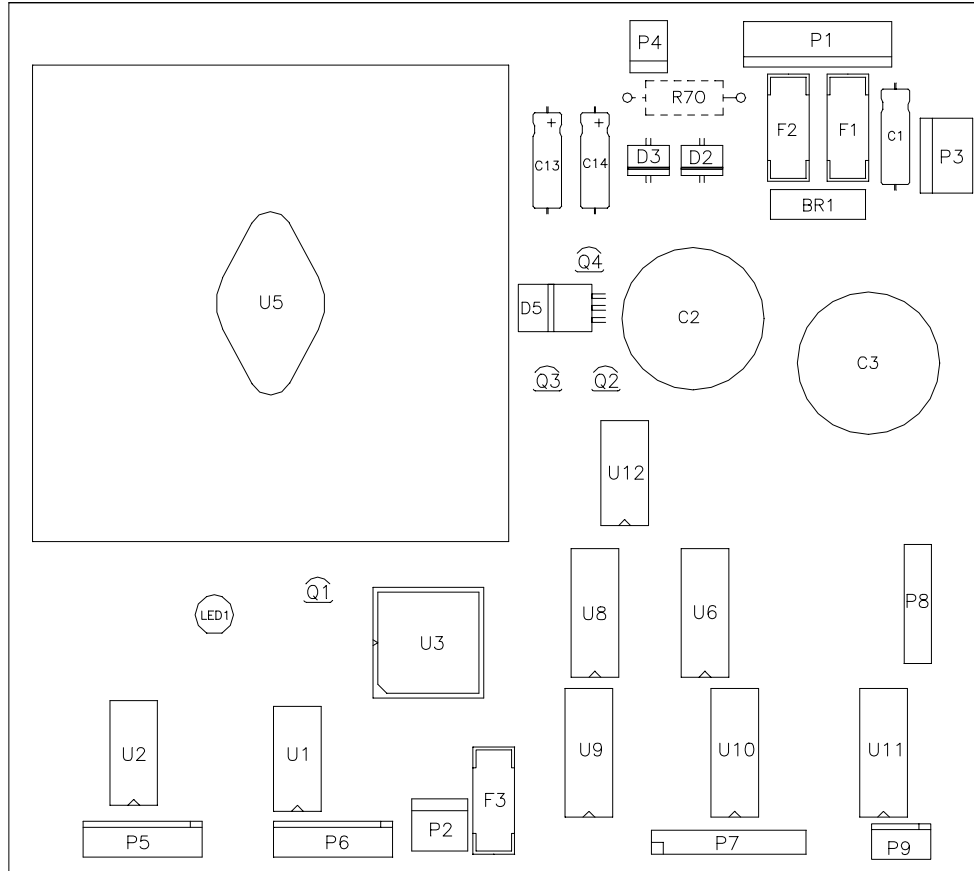 P4
P1
R70
F2
F1
C1
P3
C13
+
C14
+
D3
D2
BR1
U5
Q4
D5
C2
C3
Q3
Q2
U12
Q1
LED1
U3
U8
U6
P8
U2
U1
U9
U10
U11
F3
P5
P6
P2
P7
P9